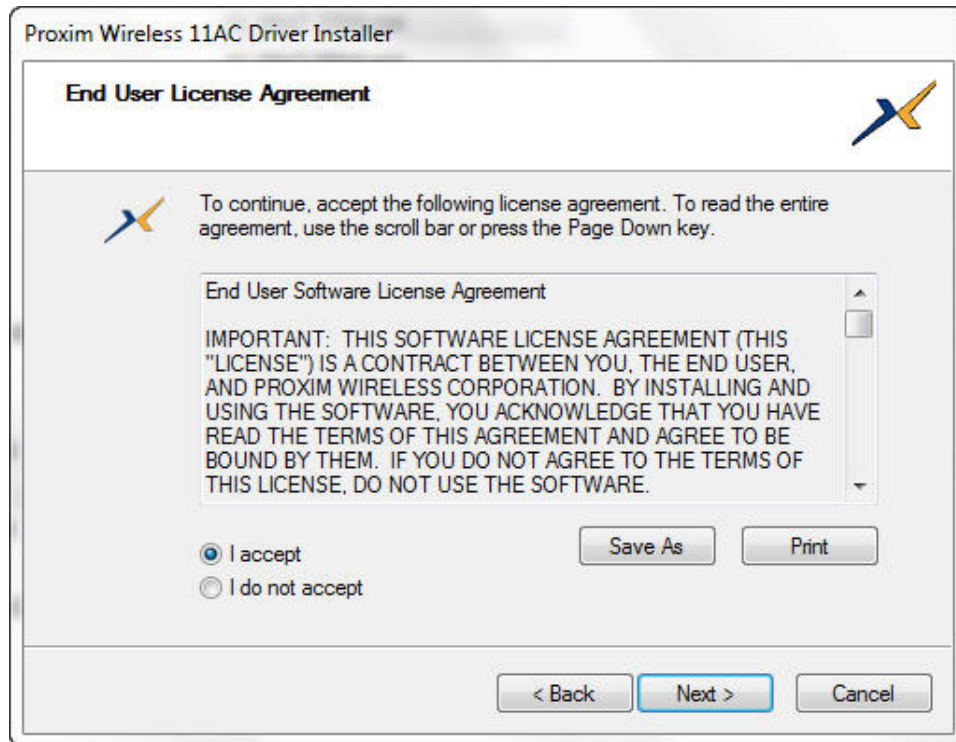 Proxim Wireless 11AC Driver Installer
End User License Agreement
To continue, accept the following license agreement. To read the entire
agreement, use the scroll bar or press the Page Down key.
End User Software License Agreement
IMPORTANT:  THIS SOFTWARE LICENSE AGREEMENT (THIS
"LICENSE") IS A CONTRACT BETWEEN YOU, THE END USER,
AND PROXIM WIRELESS CORPORATION.  BY INSTALLING AND
USING THE SOFTWARE, YOU ACKNOWLEDGE THAT YOU HAVE
READ THE TERMS OF THIS AGREEMENT AND AGREE TO BE
BOUND BY THEM.  IF YOU DO NOT AGREE TO THE TERMS OF
THIS LICENSE, DO NOT USE THE SOFTWARE.
I accept
Save As
Print
I do not accept
< Back
Next >
Cancel